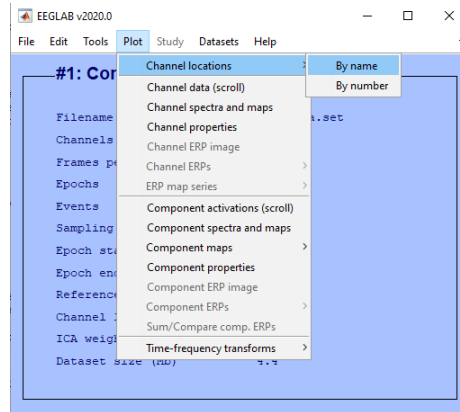 EEGLAB v2020.0
File Edit Tools Plot Study Datasets Help
#1: Cor
Channel locations
By name
By number
Channel data (scroll)
Channel spectra and maps
Channel properties
Channel ERP image
Channel ERPs
ERP map series
Component activations (scroll)
Component spectra and maps
Component maps
Component properties
Component ERP image
Component ERPs
Sum/Compare comp. ERPs
Time-frequency transforms
Filename a.set
Channels
Frames pe
Epochs
Events
Sampling
Epoch sta
Epoch end
Reference
Channel
ICA weigh
Dataset size (Mb) 4.4